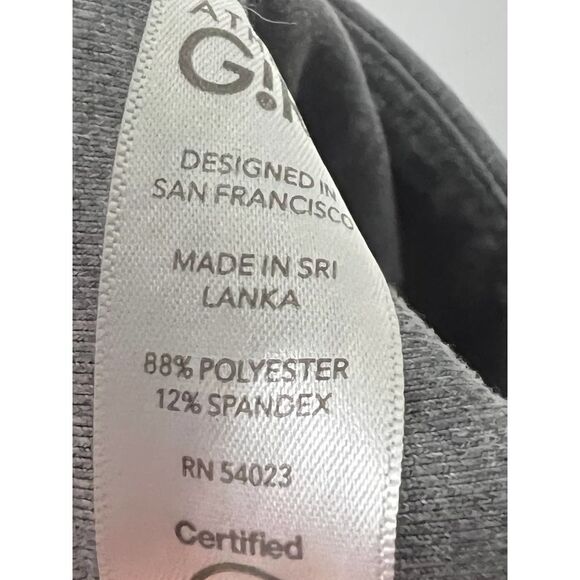 DESIGNED IN
SAN FRANCISCO
MADE IN SRI
LANKA
88% POLYESTER
12% SPANDEX
RN 54023
Certified